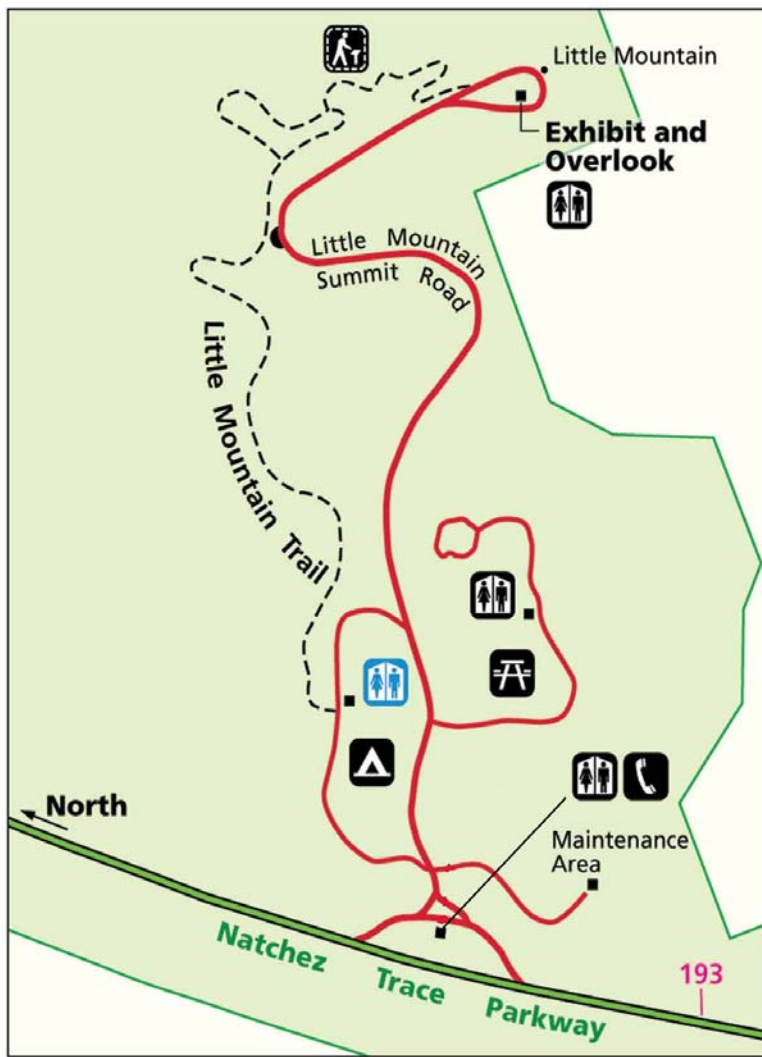 Little Mountain
Exhibit and
Overlook
Little Mountain
Summit Road
Little Mountain Trail
North
Maintenance
Area
Natchez Trace Parkway
193